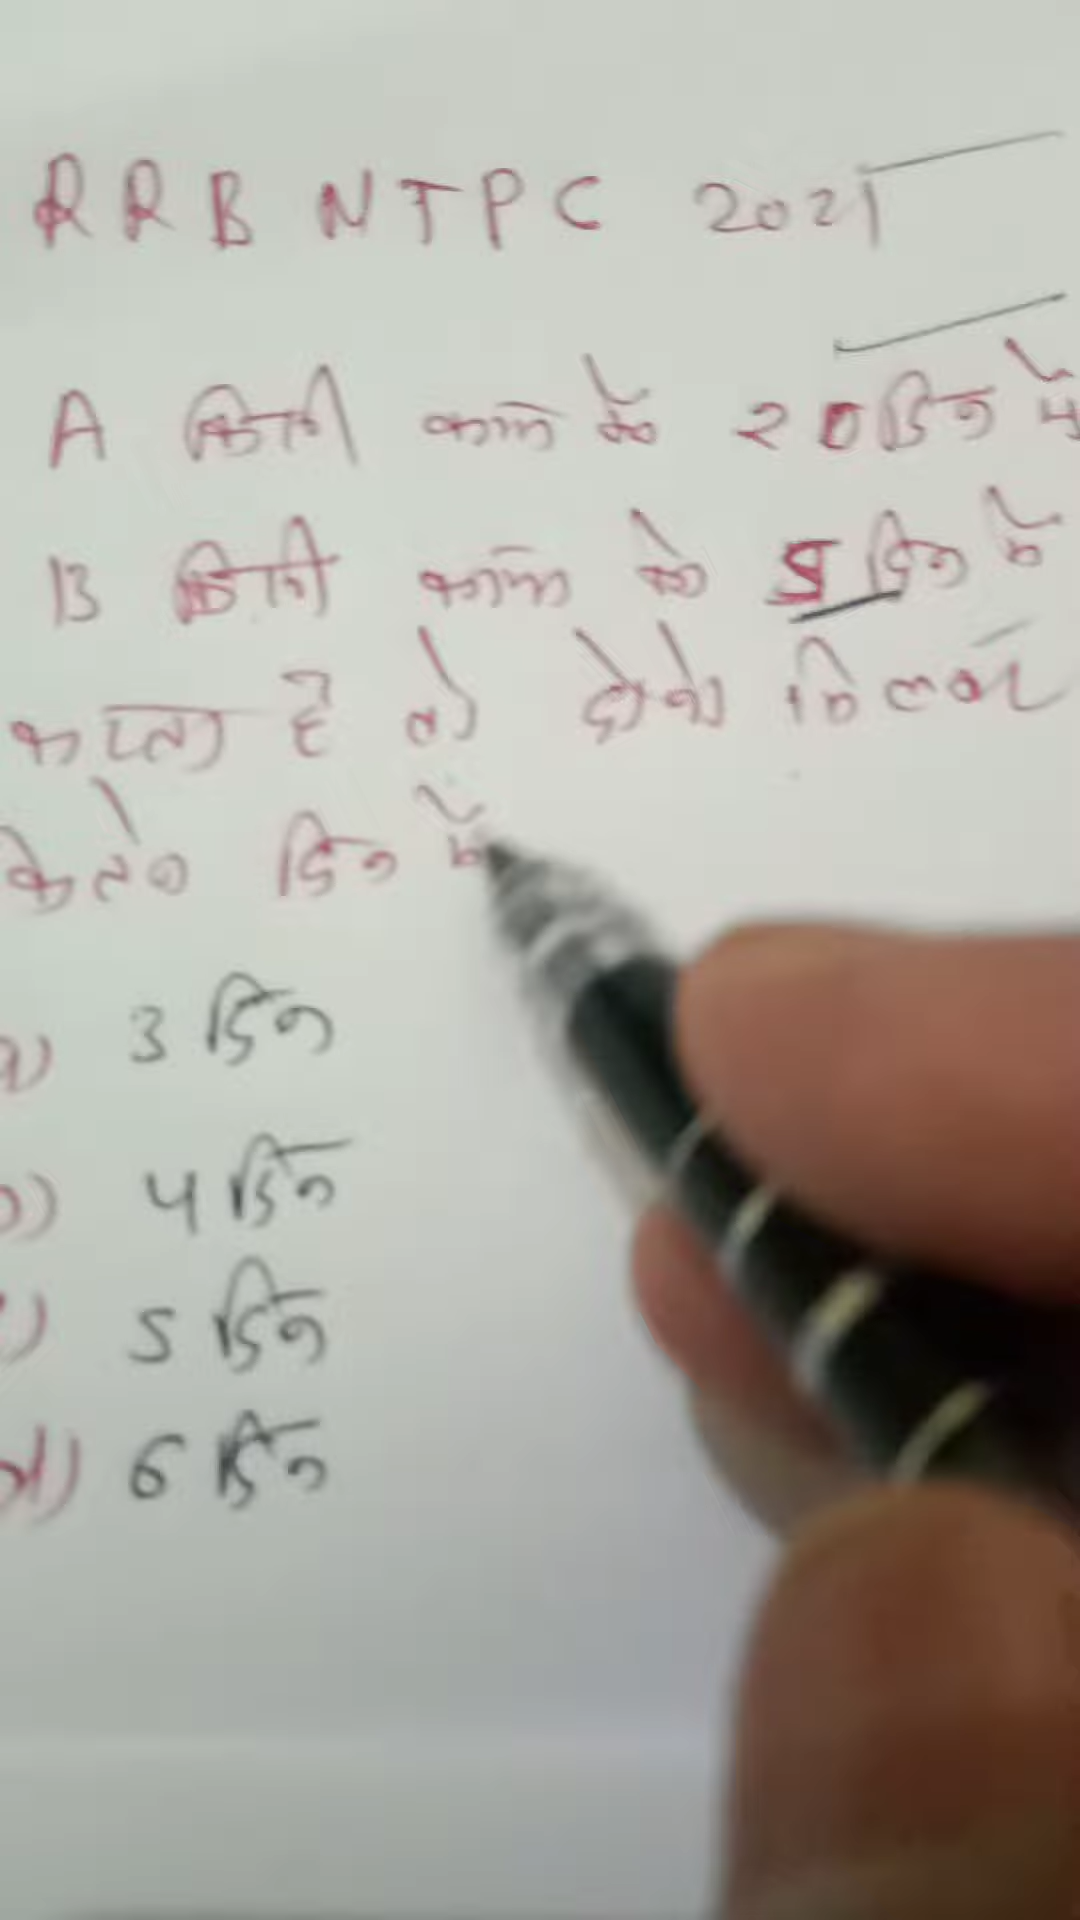 RRB NTPC 2021
A किसी काम को 20 दिन में
B किसी काम को 5 दिन में
करता है तो दोनो मिलकर
कितने दिन में
a) 3 दिन
b) 4 दिन
c) 5 दिन
d) 6 दिन